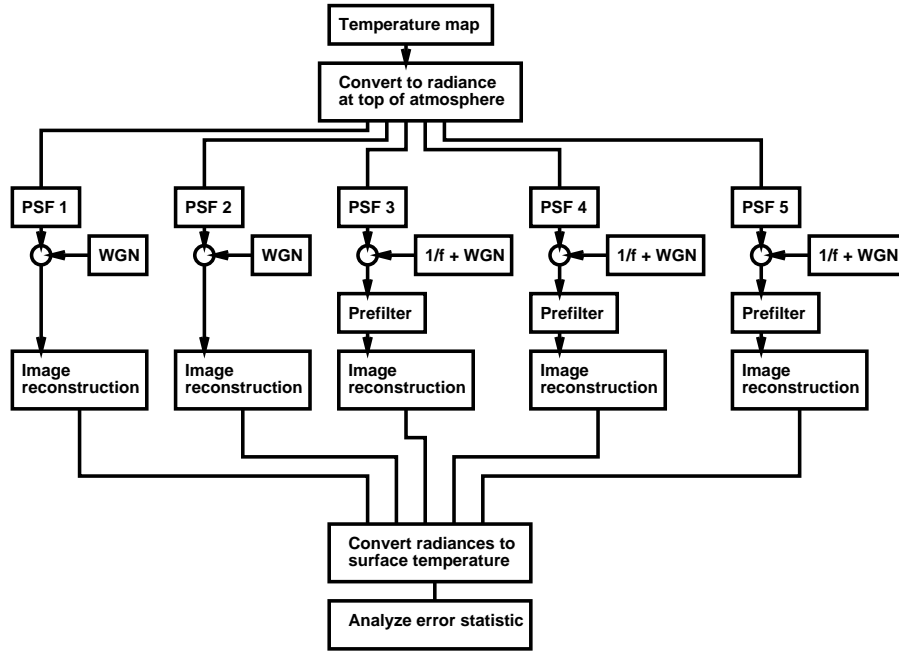 Temperature map
Convert to radiance
at top of atmosphere
PSF 1
PSF 2
PSF 3
PSF 4
PSF 5
WGN
WGN
1/f + WGN
1/f + WGN
1/f + WGN
Prefilter
Prefilter
Prefilter
Image
reconstruction
Image
reconstruction
Image
reconstruction
Image
reconstruction
Image
reconstruction
Convert radiances to
surface temperature
Analyze error statistic